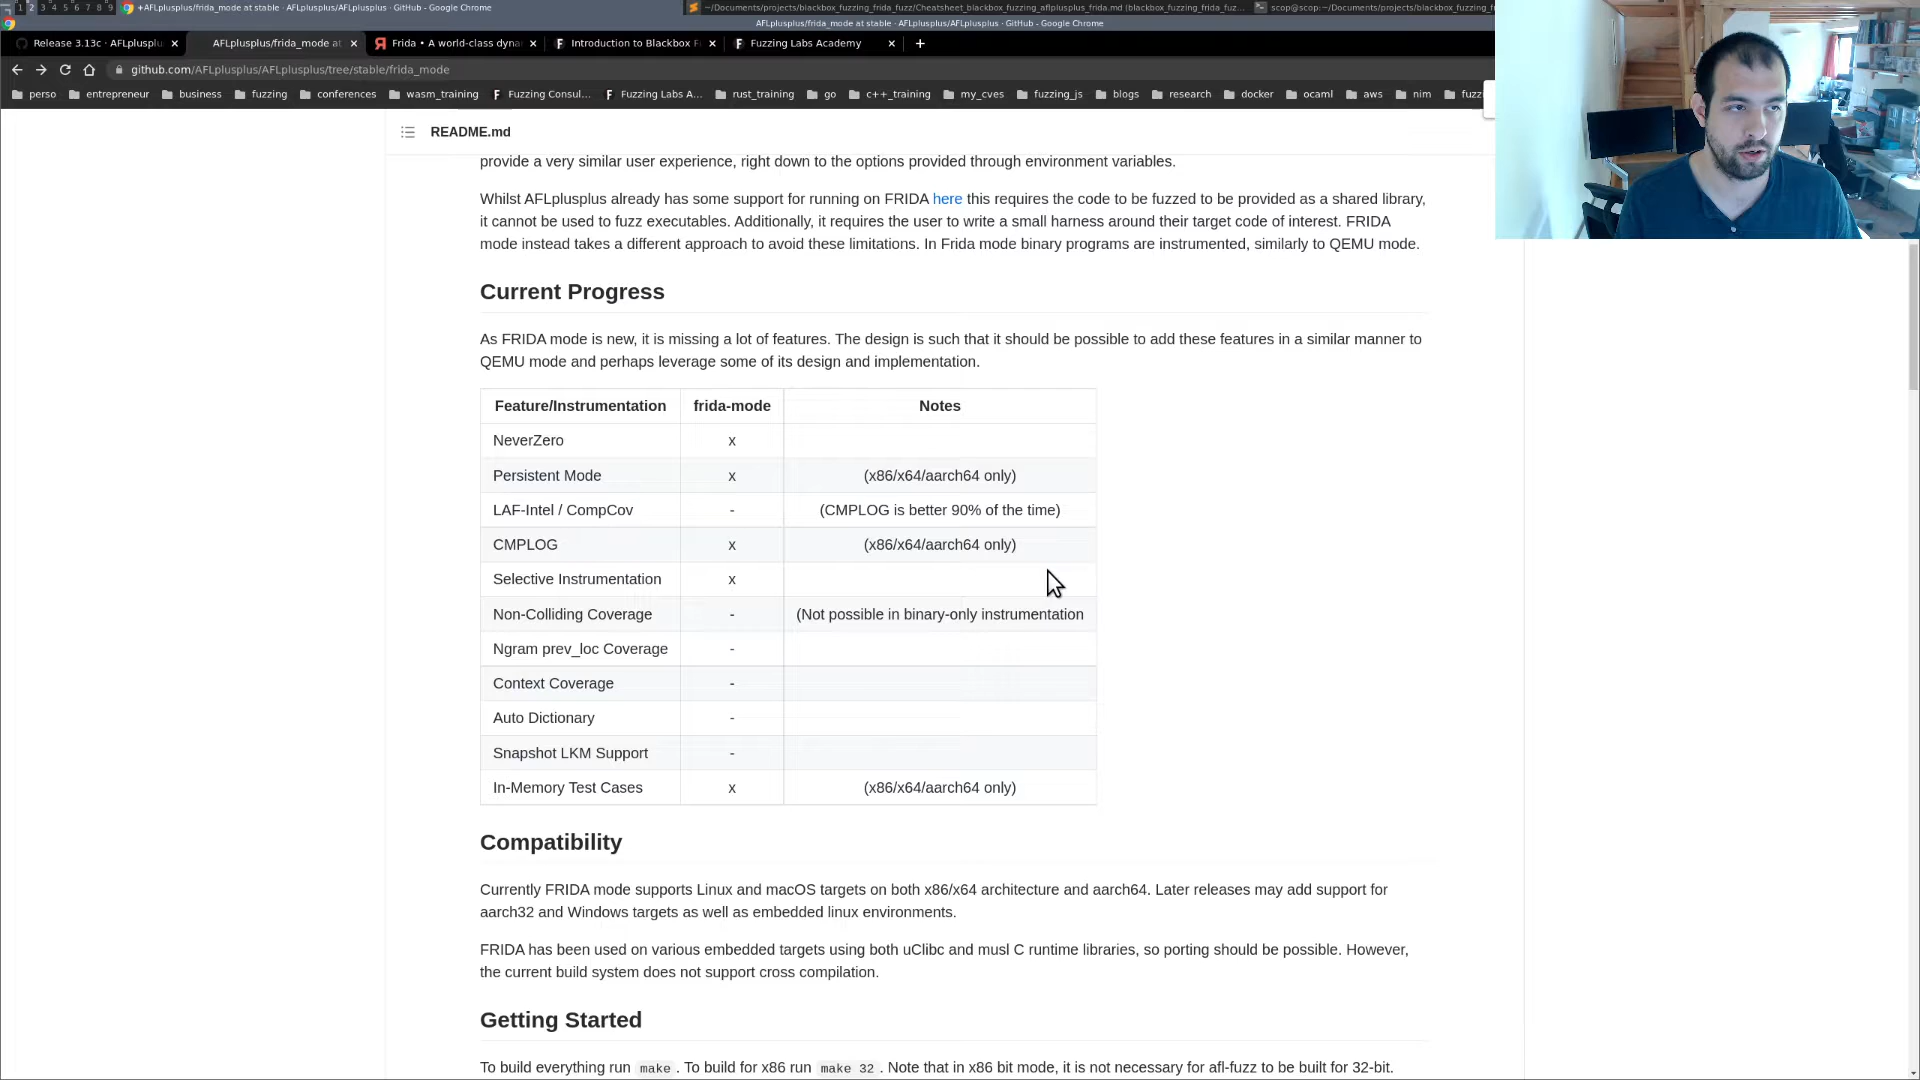 1 2 3 4 5 6 7 8 9 +AFLplusplus/frida_mode at stable · AFLplusplus/AFLplusplus · GitHub - Google Chrome ~/Documents/projects/blackbox_fuzzing_frida_fuzz/Cheatsheet_blackbox_fuzzing_aflplusplus_frida.md (blackbox_fuzzing_frida_fuz... scop@scop:~/Documents/projects/blackbox_fuzzing_f
AFLplusplus/frida_mode at stable · AFLplusplus/AFLplusplus · GitHub - Google Chrome
Release 3.13c · AFLplusplu AFLplusplus/frida_mode at Frida • A world-class dyna Introduction to Blackbox F Fuzzing Labs Academy
github.com/AFLplusplus/AFLplusplus/tree/stable/frida_mode
perso entrepreneur business fuzzing conferences wasm_training Fuzzing Consul... Fuzzing Labs A... rust_training go c++_training my_cves fuzzing_js blogs research docker ocaml aws nim fuzz
README.md
provide a very similar user experience, right down to the options provided through environment variables.
Whilst AFLplusplus already has some support for running on FRIDA here this requires the code to be fuzzed to be provided as a shared library,
it cannot be used to fuzz executables. Additionally, it requires the user to write a small harness around their target code of interest. FRIDA
mode instead takes a different approach to avoid these limitations. In Frida mode binary programs are instrumented, similarly to QEMU mode.
Current Progress
As FRIDA mode is new, it is missing a lot of features. The design is such that it should be possible to add these features in a similar manner to
QEMU mode and perhaps leverage some of its design and implementation.
Feature/Instrumentation frida-mode Notes
NeverZero x
Persistent Mode x (x86/x64/aarch64 only)
LAF-Intel / CompCov - (CMPLOG is better 90% of the time)
CMPLOG x (x86/x64/aarch64 only)
Selective Instrumentation x
Non-Colliding Coverage - (Not possible in binary-only instrumentation
Ngram prev_loc Coverage -
Context Coverage -
Auto Dictionary -
Snapshot LKM Support -
In-Memory Test Cases x (x86/x64/aarch64 only)
Compatibility
Currently FRIDA mode supports Linux and macOS targets on both x86/x64 architecture and aarch64. Later releases may add support for
aarch32 and Windows targets as well as embedded linux environments.
FRIDA has been used on various embedded targets using both uClibc and musl C runtime libraries, so porting should be possible. However,
the current build system does not support cross compilation.
Getting Started
To build everything run make . To build for x86 run make 32 . Note that in x86 bit mode, it is not necessary for afl-fuzz to be built for 32-bit.